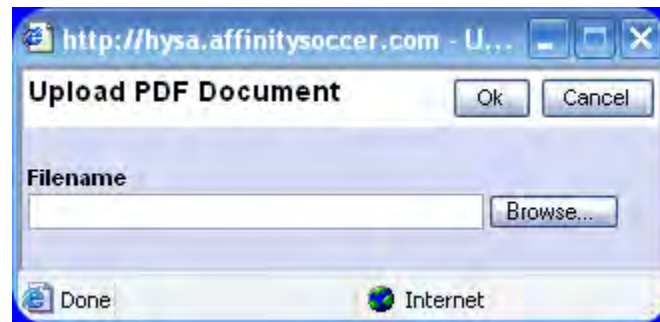 http://hysa.affinitysoccer.com - U...
Upload PDF Document Ok Cancel
Filename
Browse...
Done Internet